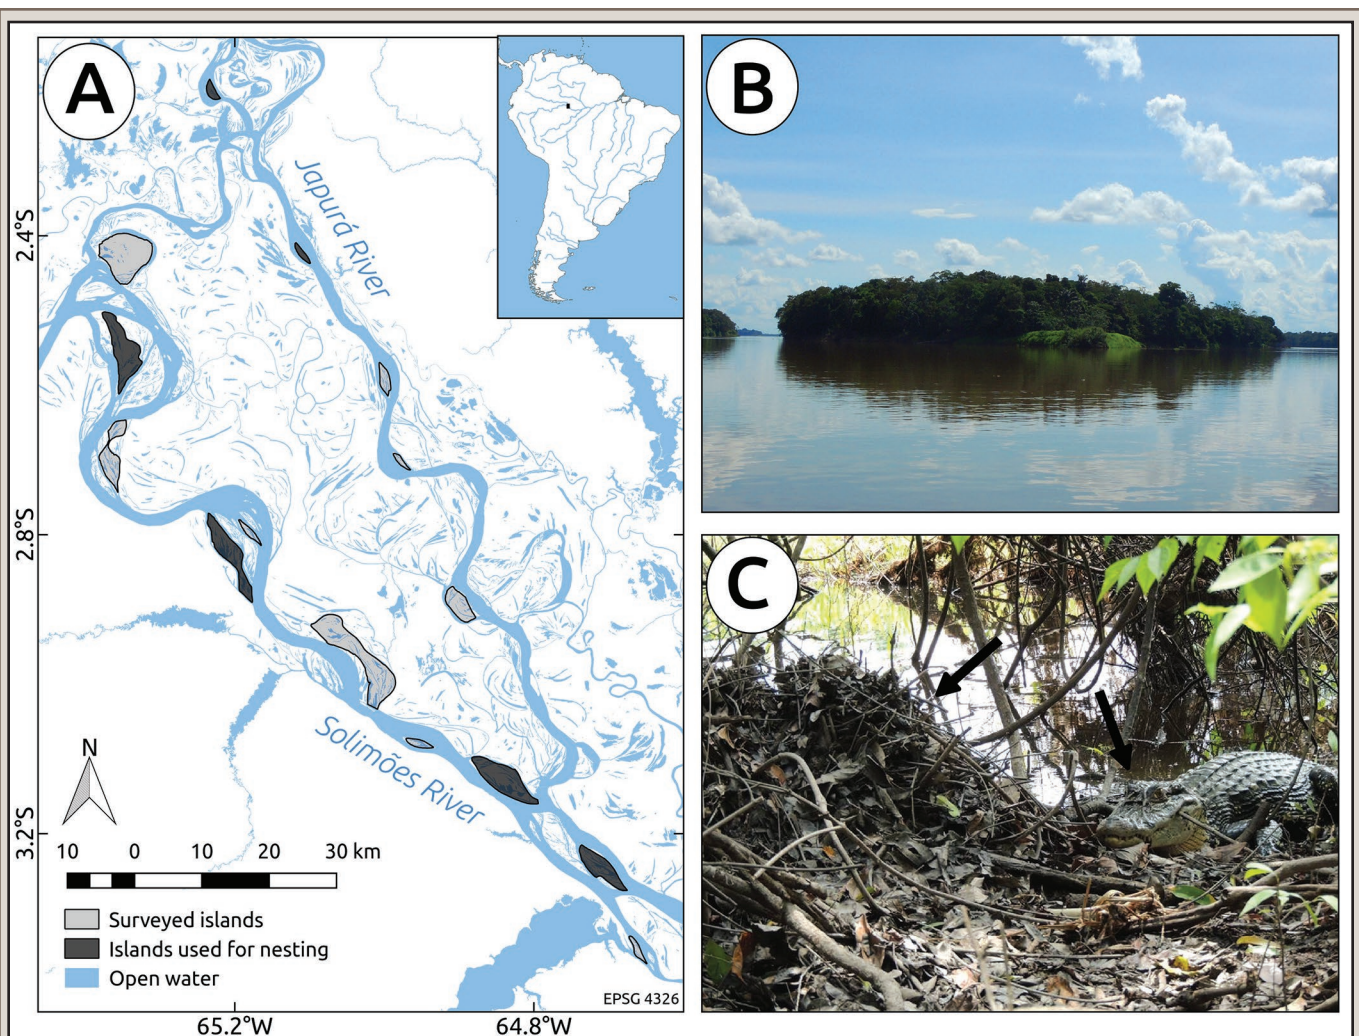 A
Japurá River
2.4°S
2.8°S
Solimões River
N
3.2°S
10 0 10 20 30 km
Surveyed islands
Islands used for nesting
Open water
EPSG 4326
65.2°W 64.8°W
B
C